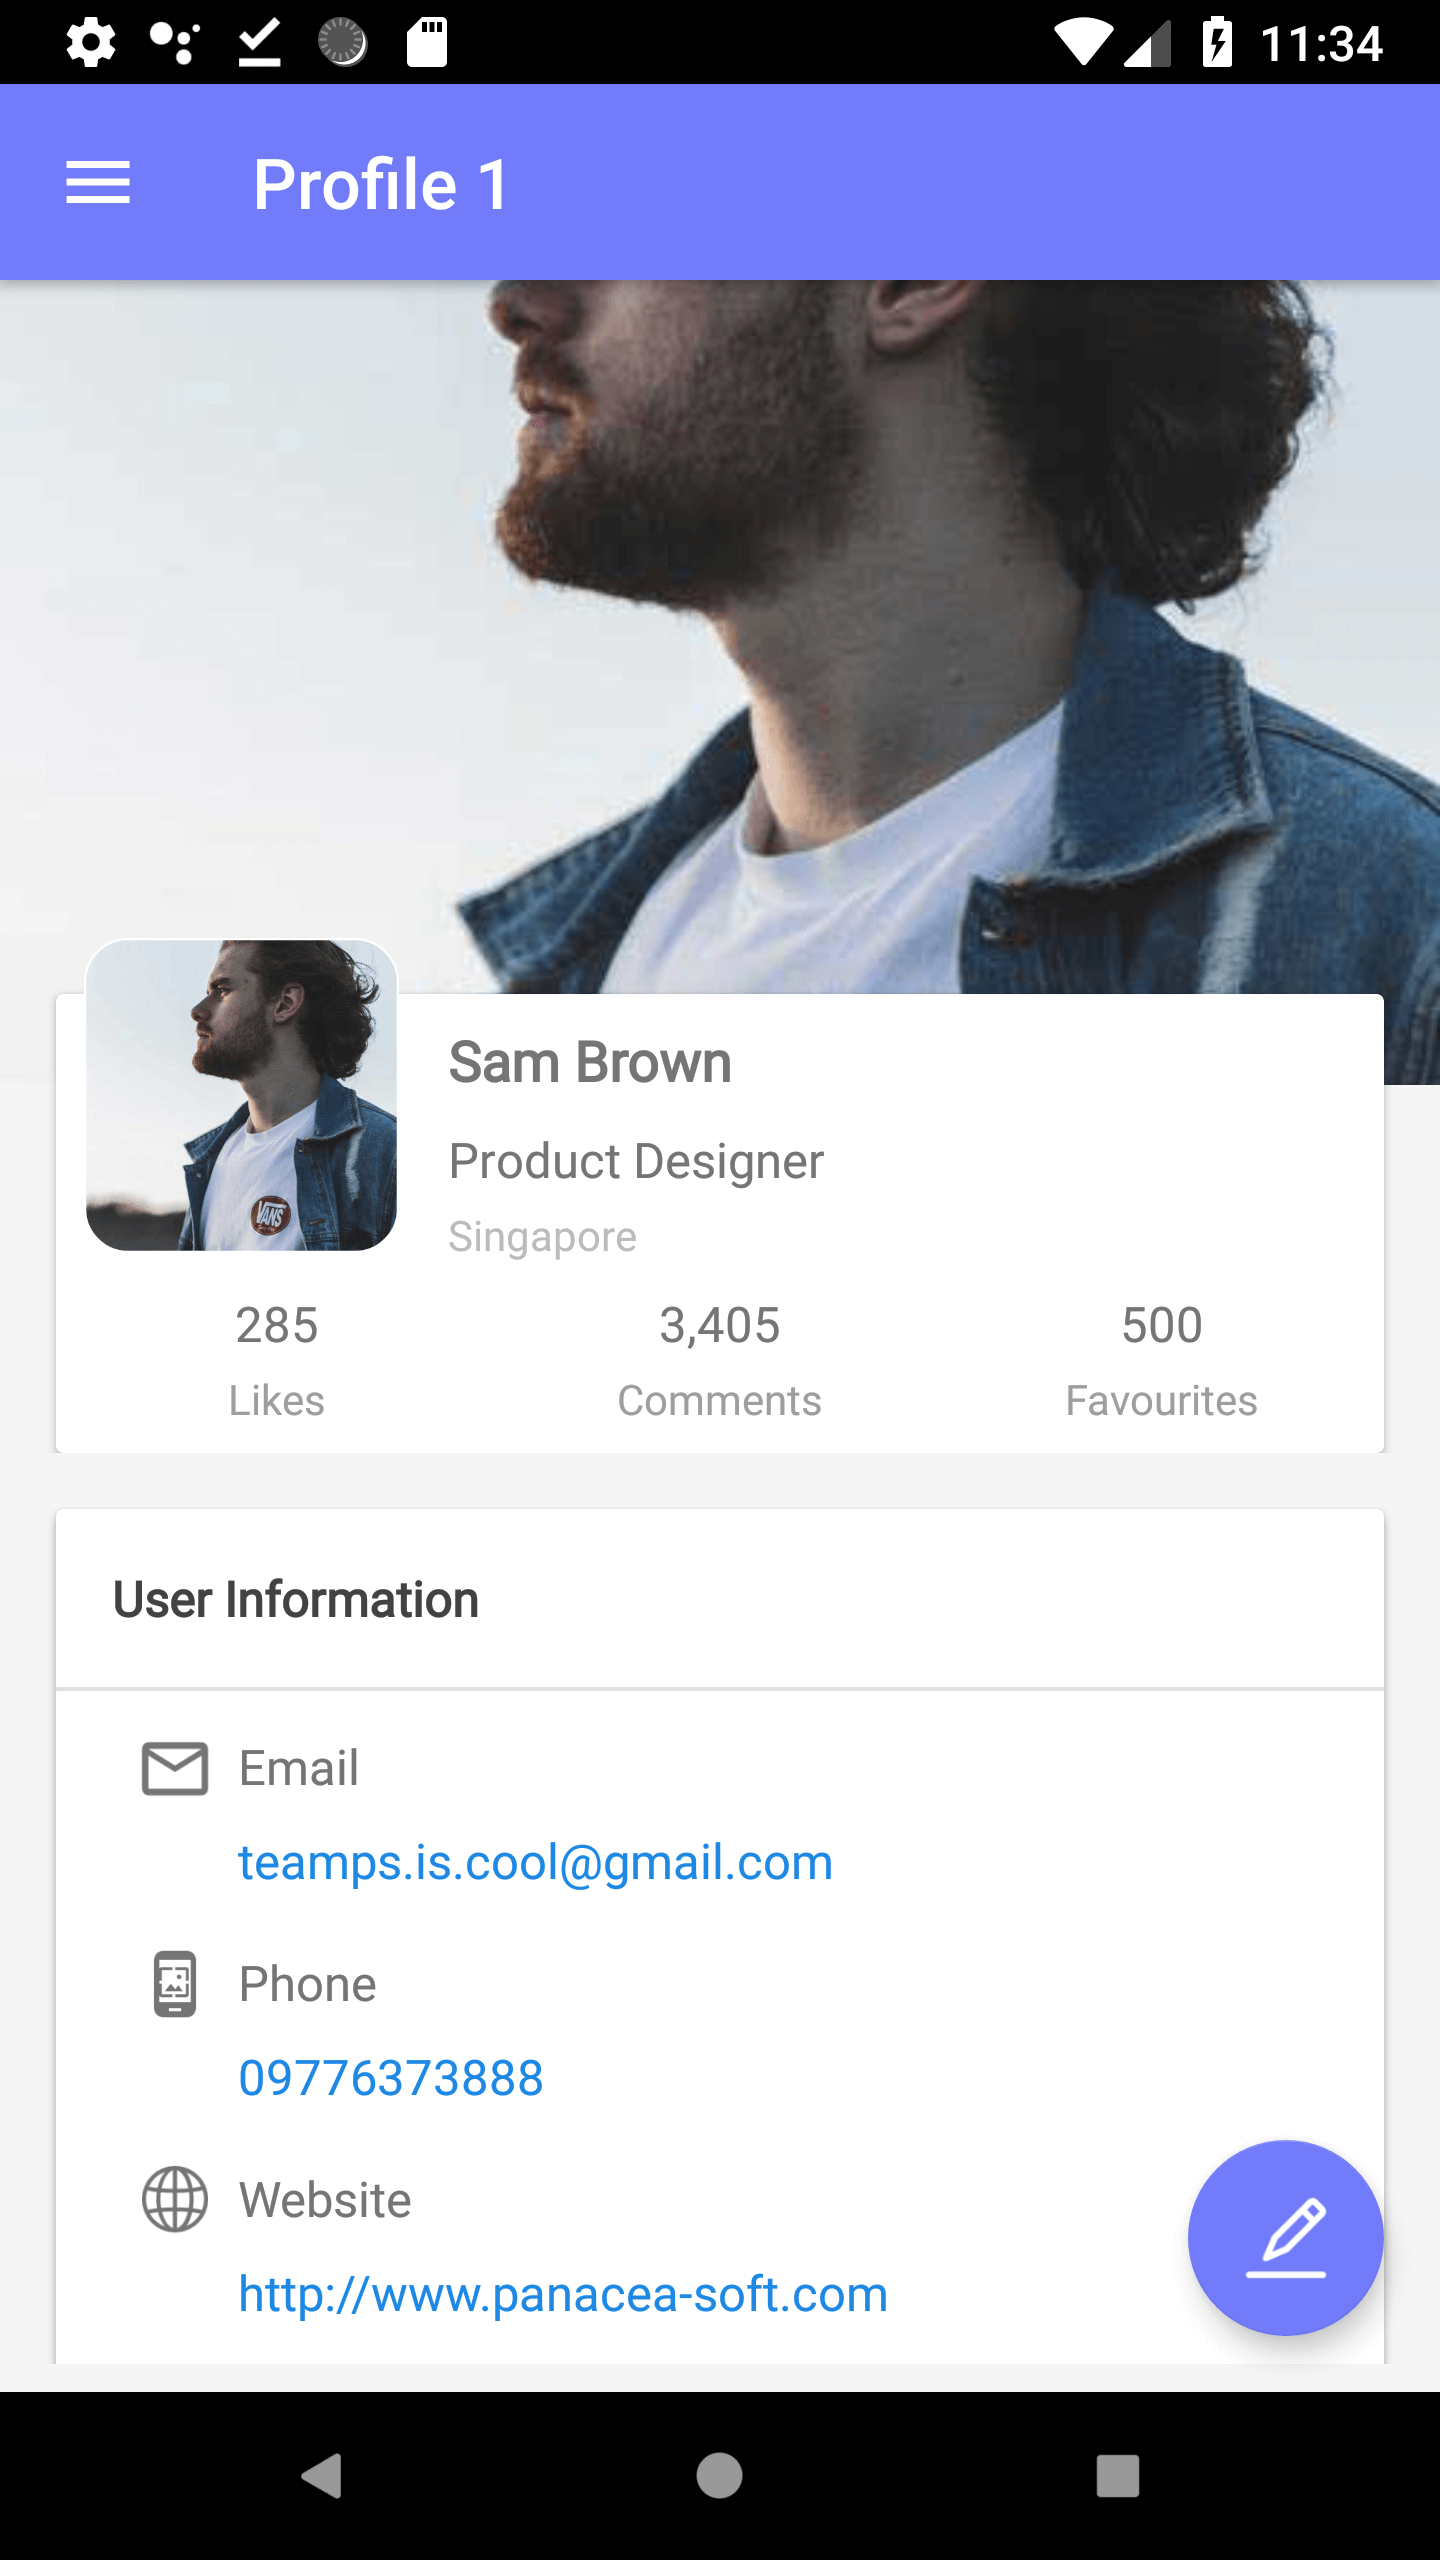 11:34
Profile 1
VANS
Sam Brown
Product Designer
Singapore
285
3,405
500
Likes
Comments
Favourites
User Information
Email
teamps.is.cool@gmail.com
Phone
09776373888
Website
http://www.panacea-soft.com